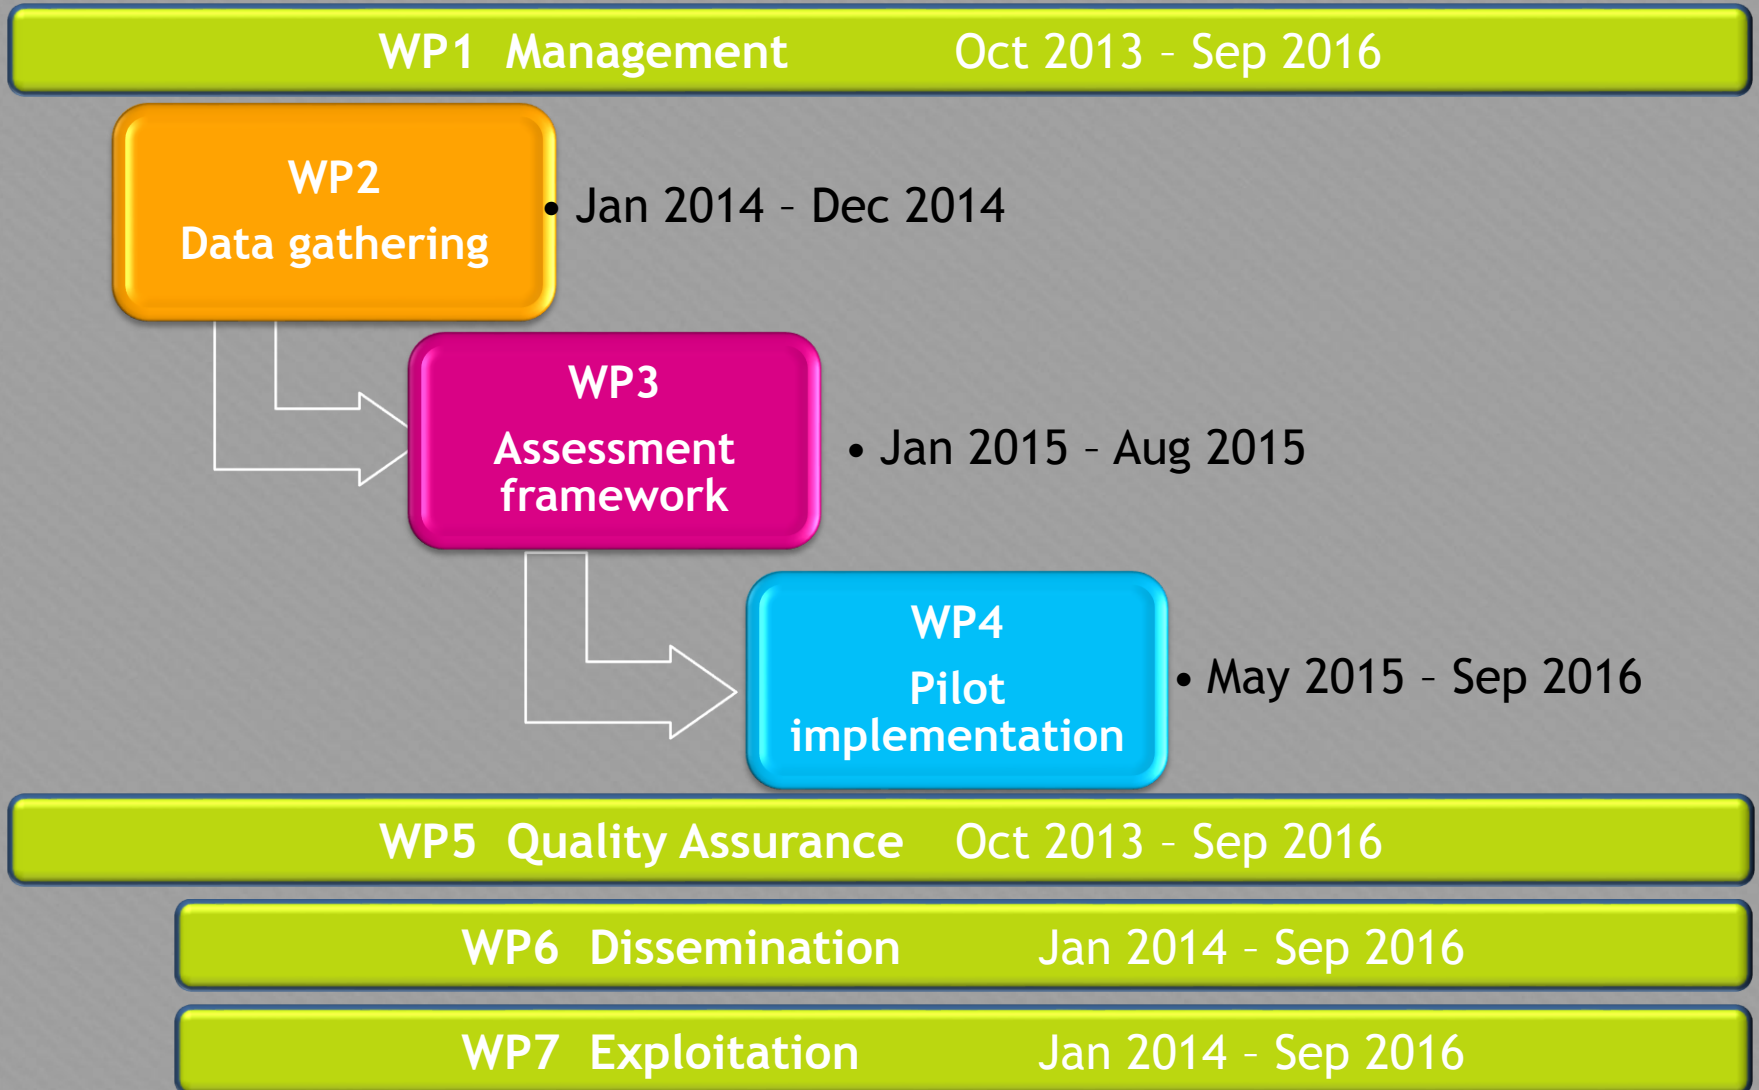 WP1 Management Oct 2013 – Sep 2016
WP2
Data gathering
• Jan 2014 – Dec 2014
WP3
Assessment
framework
• Jan 2015 – Aug 2015
WP4
Pilot
implementation
• May 2015 – Sep 2016
WP5 Quality Assurance Oct 2013 – Sep 2016
WP6 Dissemination Jan 2014 – Sep 2016
WP7 Exploitation Jan 2014 – Sep 2016